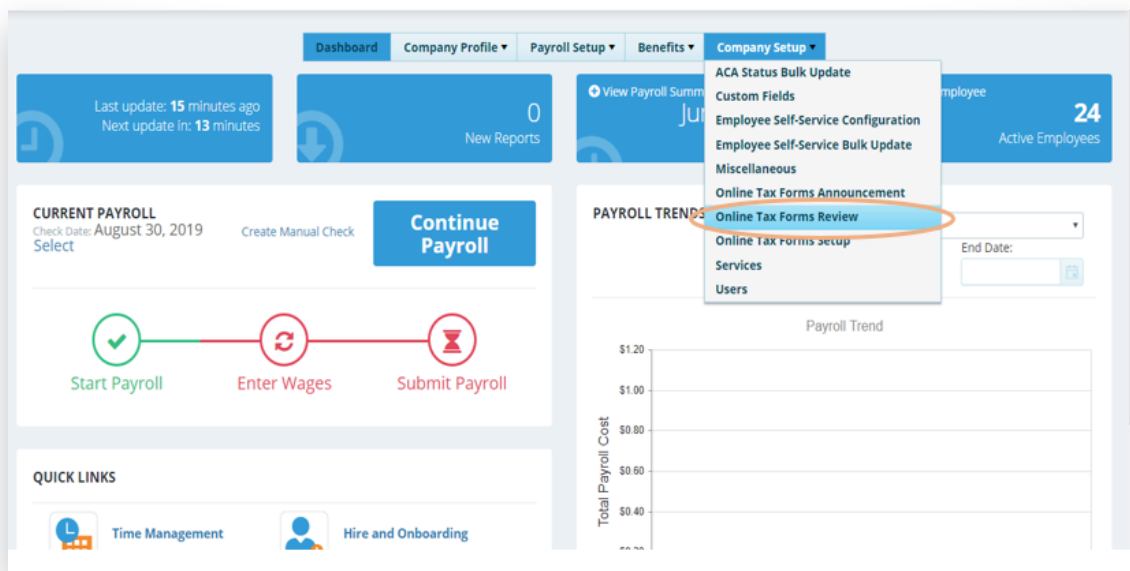 Dashboard
Company Profile ▾
Payroll Setup ▾
Benefits ▾
Company Setup ▾
ACA Status Bulk Update
Custom Fields
Employee Self-Service Configuration
Employee Self-Service Bulk Update
Miscellaneous
Online Tax Forms Announcement
Online Tax Forms Review
Online Tax Forms Setup
Services
Users
Last update: 15 minutes ago
Next update in: 13 minutes
0
New Reports
View Payroll
24
Active Employees
CURRENT PAYROLL
Check Date: August 30, 2019
Select
Create Manual Check
Continue
Payroll
Start Payroll
Enter Wages
Submit Payroll
PAYROLL TRENDS
End Date:
Payroll Trend
Total Payroll Cost
$1.20
$1.00
$0.80
$0.60
$0.40
QUICK LINKS
Time Management
Hire and Onboarding